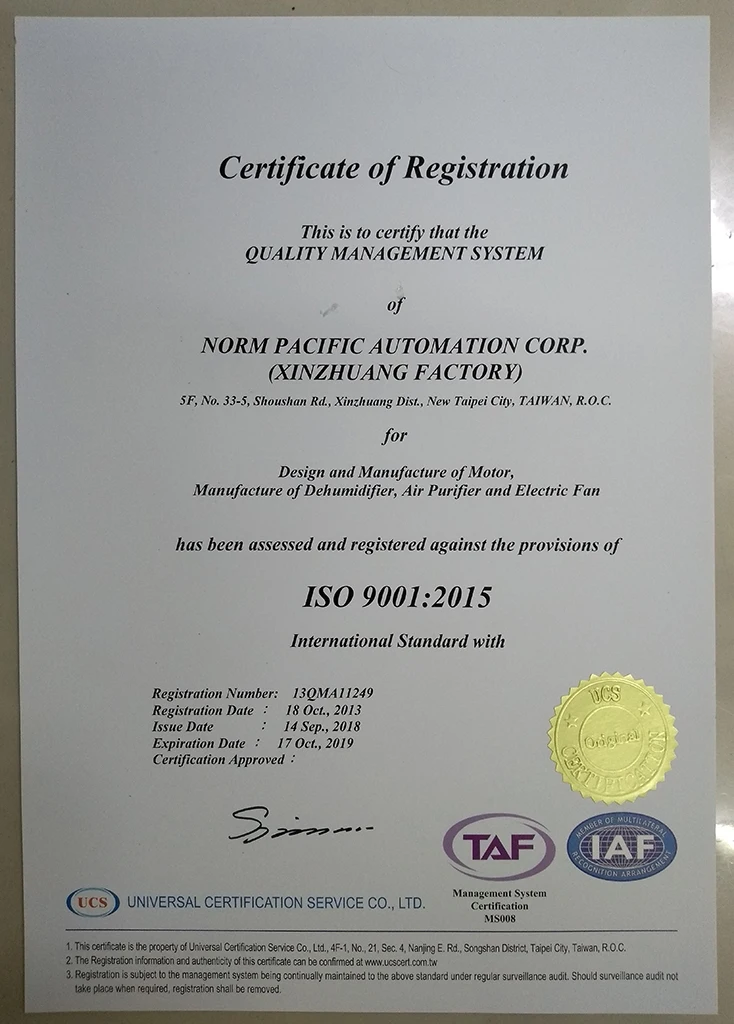 Certificate of Registration
This is to certify that the
QUALITY MANAGEMENT SYSTEM
of
NORM PACIFIC AUTOMATION CORP.
(XINZHUANG FACTORY)
5F, No. 33-5, Shoushan Rd., Xinzhuang Dist., New Taipei City, TAIWAN, R.O.C.
for
Design and Manufacture of Motor,
Manufacture of Dehumidifier, Air Purifier and Electric Fan
has been assessed and registered against the provisions of
ISO 9001:2015
International Standard with
Registration Number: 13QMA11249
Registration Date : 18 Oct., 2013
Issue Date : 14 Sep., 2018
Expiration Date : 17 Oct., 2019
Certification Approved :
UCS
Original
CERTIFICATION
TAF
Management System
Certification
MS008
MEMBER OF MULTILATERAL
IAF
RECOGNITION ARRANGEMENT
UCS UNIVERSAL CERTIFICATION SERVICE CO., LTD.
1. This certificate is the property of Universal Certification Service Co., Ltd., 4F-1, No., 21, Sec. 4, Nanjing E. Rd., Songshan District, Taipei City, Taiwan, R.O.C.
2. The Registration information and authenticity of this certificate can be confirmed at www.ucscert.com.tw
3. Registration is subject to the management system being continually maintained to the above standard under regular surveillance audit. Should surveillance audit not
take place when required, registration shall be removed.